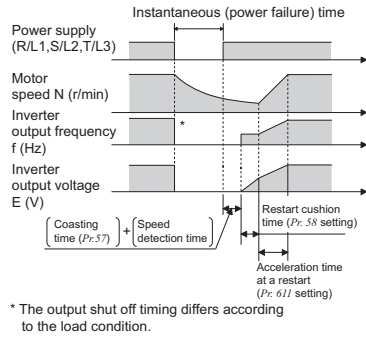 Instantaneous (power failure) time
Power supply
(R/L1,S/L2,T/L3)
Motor
speed N (r/min)
Inverter
output frequency
f (Hz)
*
Inverter
output voltage
E (V)
Coasting
time (Pr.57)
+
Speed
detection time
Restart cushion
time (Pr. 58 setting)
Acceleration time
at a restart
(Pr. 611 setting)
* The output shut off timing differs according
to the load condition.